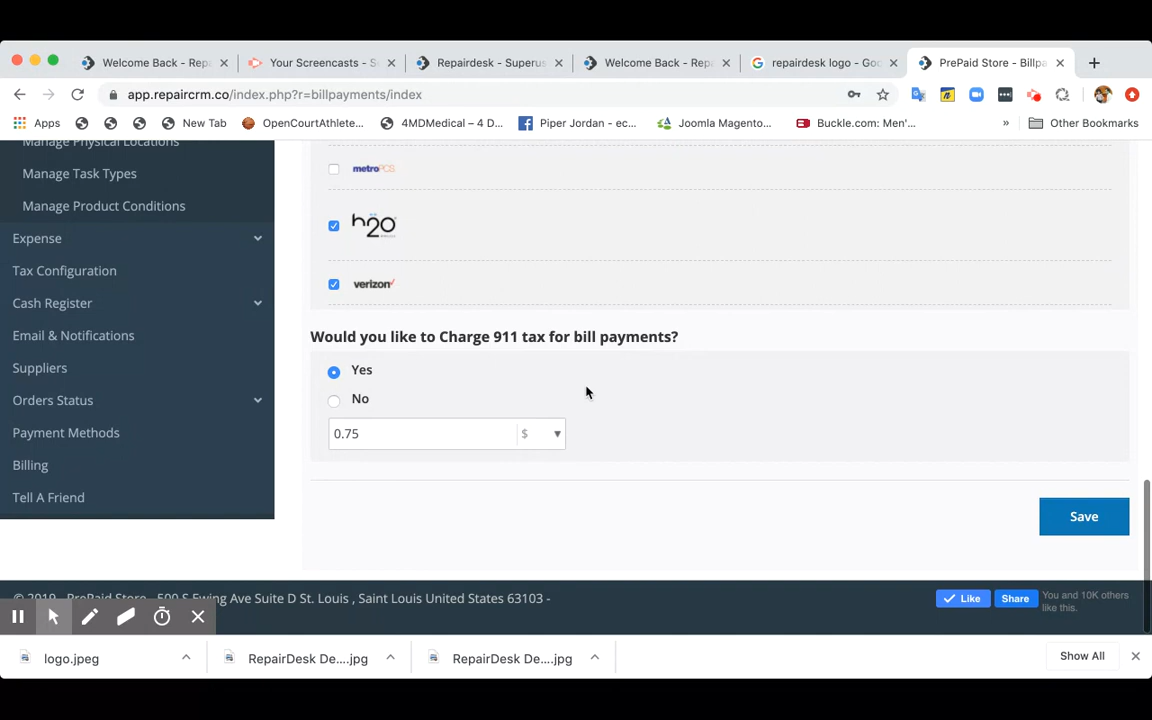 Welcome Back - Repa
Your Screencasts - S
Repairdesk - Superus
Welcome Back - Repa
repairdesk logo - Goo
PrePaid Store - Billpa
app.repaircrm.co/index.php?r=billpayments/index
Apps
New Tab
OpenCourtAthlete...
4MDMedical – 4 D...
Piper Jordan - ec...
Joomla Magento...
Buckle.com: Men'...
»
Other Bookmarks
Manage Physical Locations
Manage Task Types
Manage Product Conditions
Expense
Tax Configuration
Cash Register
Email & Notifications
Suppliers
Orders Status
Payment Methods
Billing
Tell A Friend
metroPCS
h2o
verizon✓
Would you like to Charge 911 tax for bill payments?
Yes
No
0.75 $
Save
© 2019 - PrePaid Store - 500 S Ewing Ave Suite D St. Louis , Saint Louis United States 63103 -
Like
Share
You and 10K others
like this.
logo.jpeg
RepairDesk De....jpg
RepairDesk De....jpg
Show All